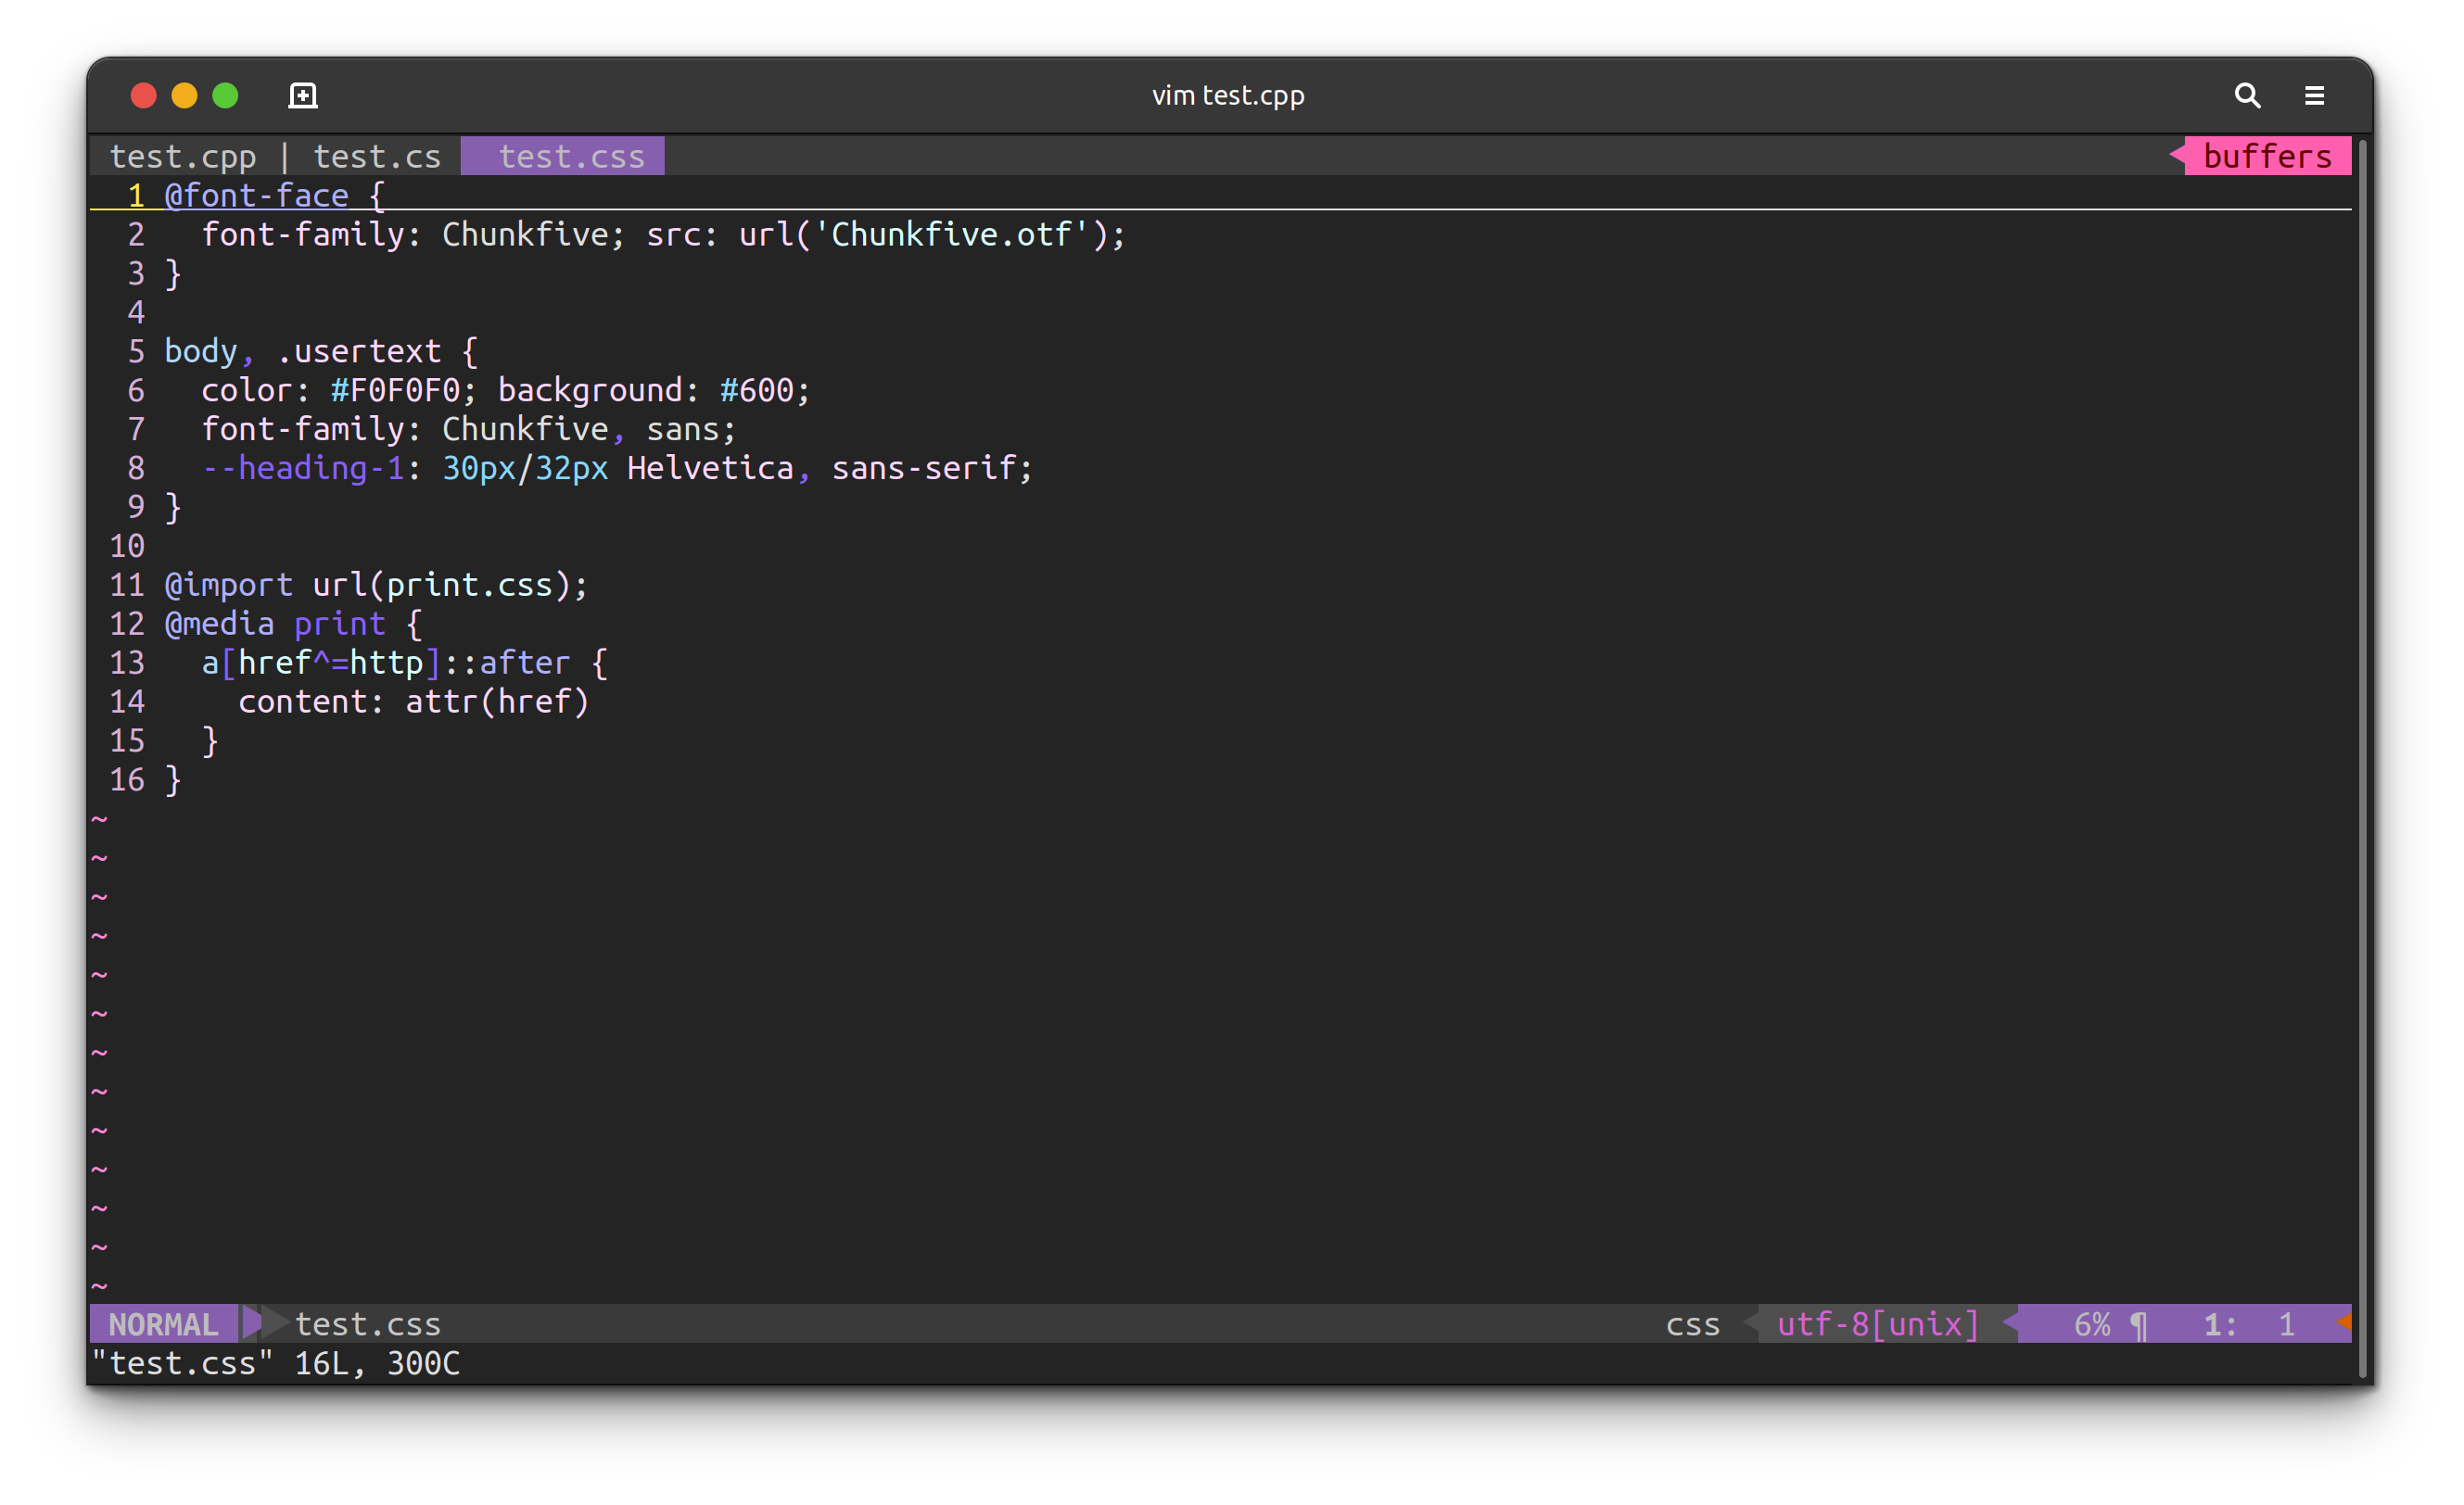 vim test.cpp
test.cpp | test.cs test.css buffers
1 @font-face {
2   font-family: Chunkfive; src: url('Chunkfive.otf');
3 }
4
5 body, .usertext {
6   color: #F0F0F0; background: #600;
7   font-family: Chunkfive, sans;
8   --heading-1: 30px/32px Helvetica, sans-serif;
9 }
10
11 @import url(print.css);
12 @media print {
13   a[href^=http]::after {
14     content: attr(href)
15   }
16 }
~
~
~
~
~
~
~
~
~
~
~
~
~
NORMAL test.css css utf-8[unix] 6% ¶ 1: 1
"test.css" 16L, 300C